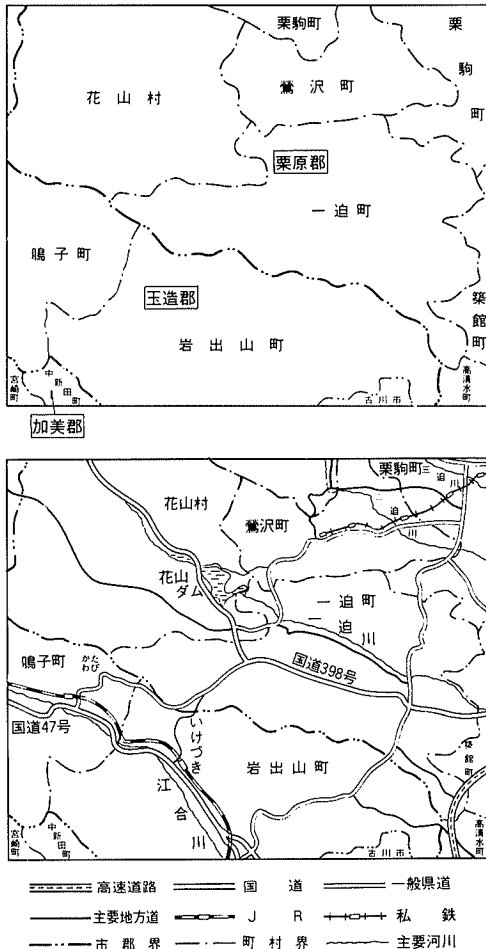 栗駒町
栗駒町
花山村
鶯沢町
栗原郡
一迫町
鳴子町
玉造郡
築館町
岩出山町
宮崎町
中新田町
古川市
高清水町
加美郡
栗駒町
三迫川
花山村
鶯沢町
二迫川
花山ダム
一迫町
一迫川
鳴子町
かわたび
国道398号
国道47号
いけづき
岩出山町
築館町
江合川
宮崎町
中新田町
古川市
高清水町
高速道路 国道 一般県道
主要地方道 JR 私鉄
市郡界 町村界 主要河川